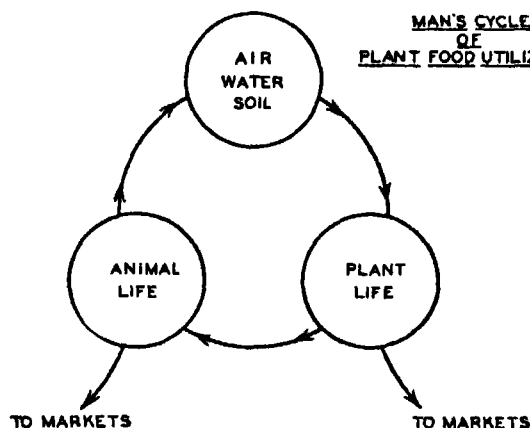 MAN'S CYCLE
OF
PLANT FOOD
AIR
WATER
SOIL
ANIMAL
LIFE
PLANT
LIFE
TO MARKETS
TO MARKETS